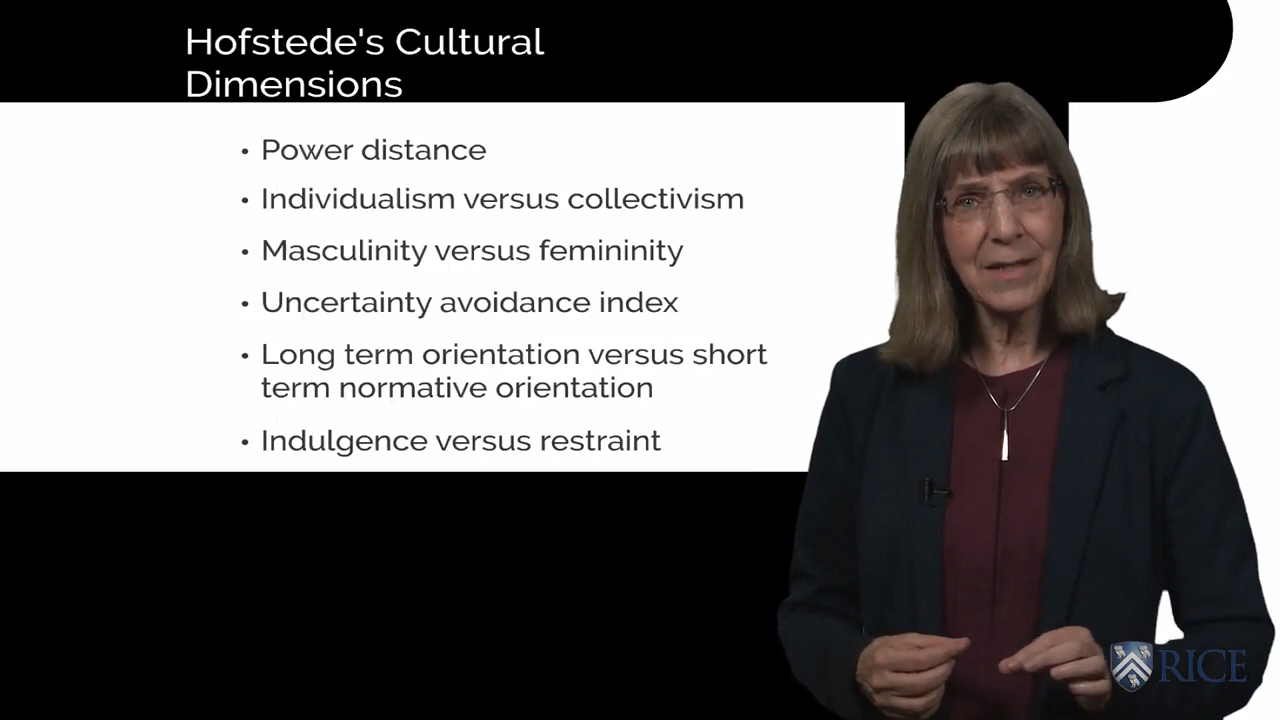 Hofstede's Cultural
Dimensions
• Power distance
• Individualism versus collectivism
• Masculinity versus femininity
• Uncertainty avoidance index
• Long term orientation versus short
term normative orientation
• Indulgence versus restraint
RICE